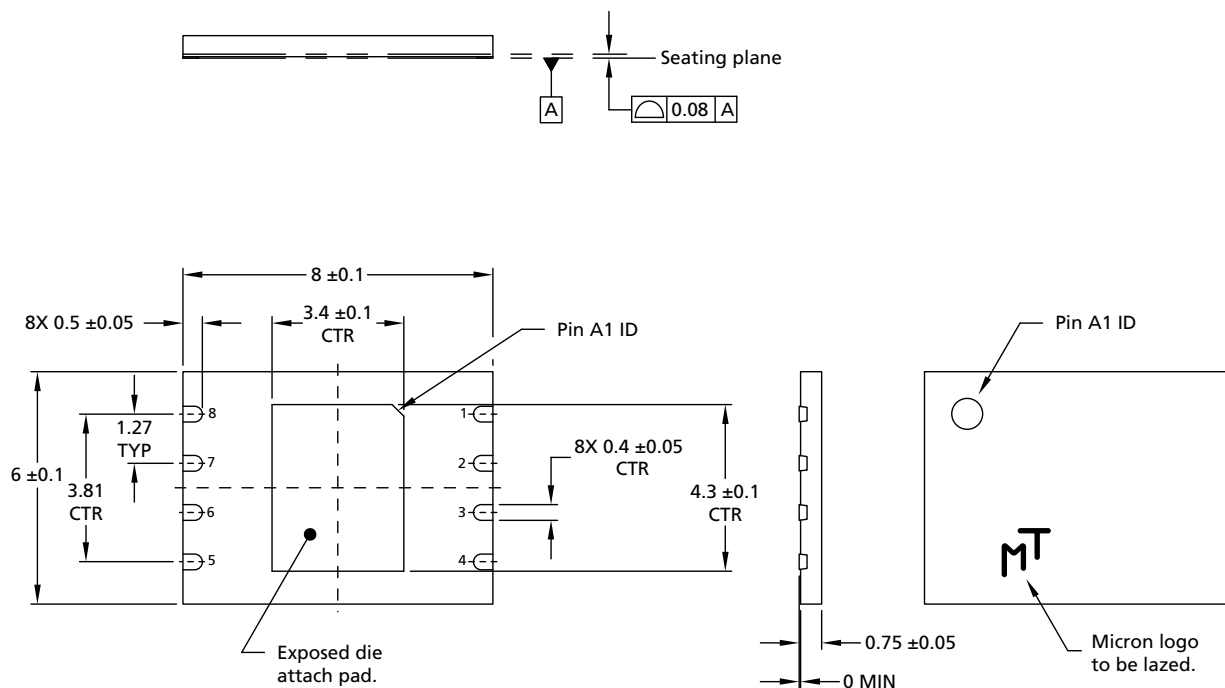 Seating plane
A
0.08 A
8 ±0.1
8X 0.5 ±0.05
3.4 ±0.1
CTR
Pin A1 ID
Pin A1 ID
8
1
1.27
TYP
7
2
8X 0.4 ±0.05
CTR
6 ±0.1
3.81
CTR
4.3 ±0.1
CTR
6
3
5
4
MT
Exposed die
attach pad.
0.75 ±0.05
Micron logo
to be lazed.
0 MIN